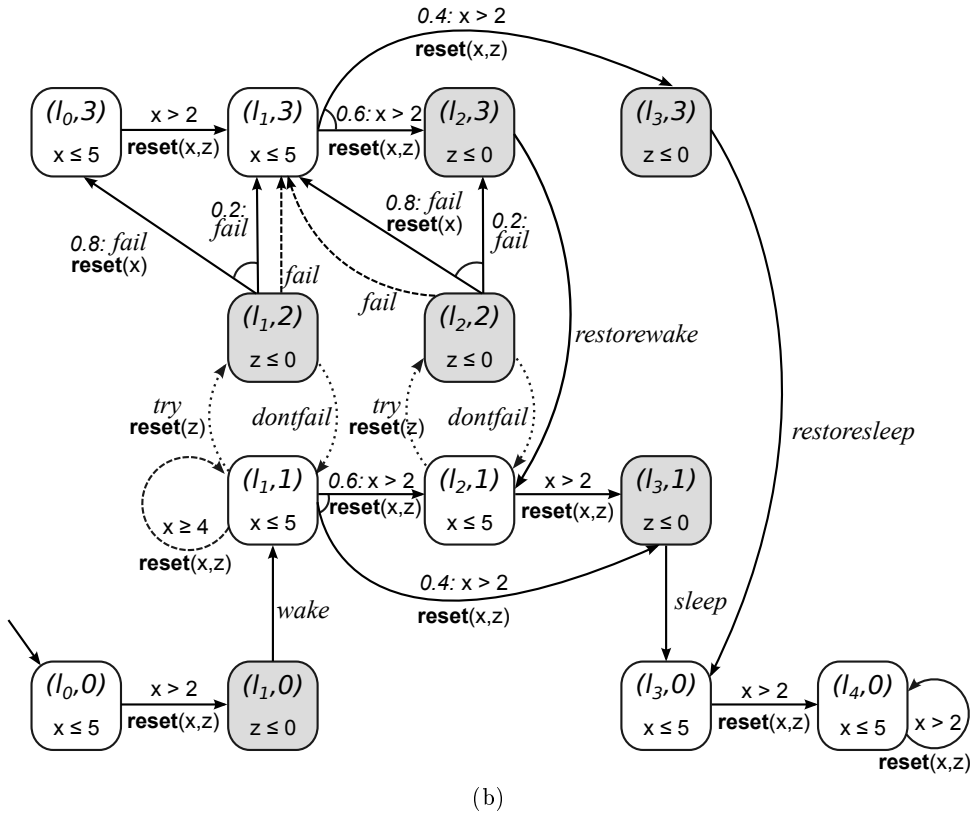 0.4: x > 2
reset(x,z)
(l0,3)
x ≤ 5
x > 2
reset(x,z)
(l1,3)
x ≤ 5
0.6: x > 2
reset(x,z)
(l2,3)
z ≤ 0
(l3,3)
z ≤ 0
0.8: fail
reset(x)
0.2:
fail
fail
0.8: fail
reset(x)
0.2:
fail
fail
(l1,2)
z ≤ 0
(l2,2)
z ≤ 0
restorewake
try
reset(z)
dontfail
try
reset(z)
dontfail
restoresleep
x ≥ 4
reset(x,z)
(l1,1)
x ≤ 5
0.6: x > 2
reset(x,z)
(l2,1)
x ≤ 5
x > 2
reset(x,z)
(l3,1)
z ≤ 0
0.4: x > 2
reset(x,z)
wake
sleep
(l0,0)
x ≤ 5
x > 2
reset(x,z)
(l1,0)
z ≤ 0
(l3,0)
x ≤ 5
x > 2
reset(x,z)
(l4,0)
x ≤ 5
x > 2
reset(x,z)
(b)